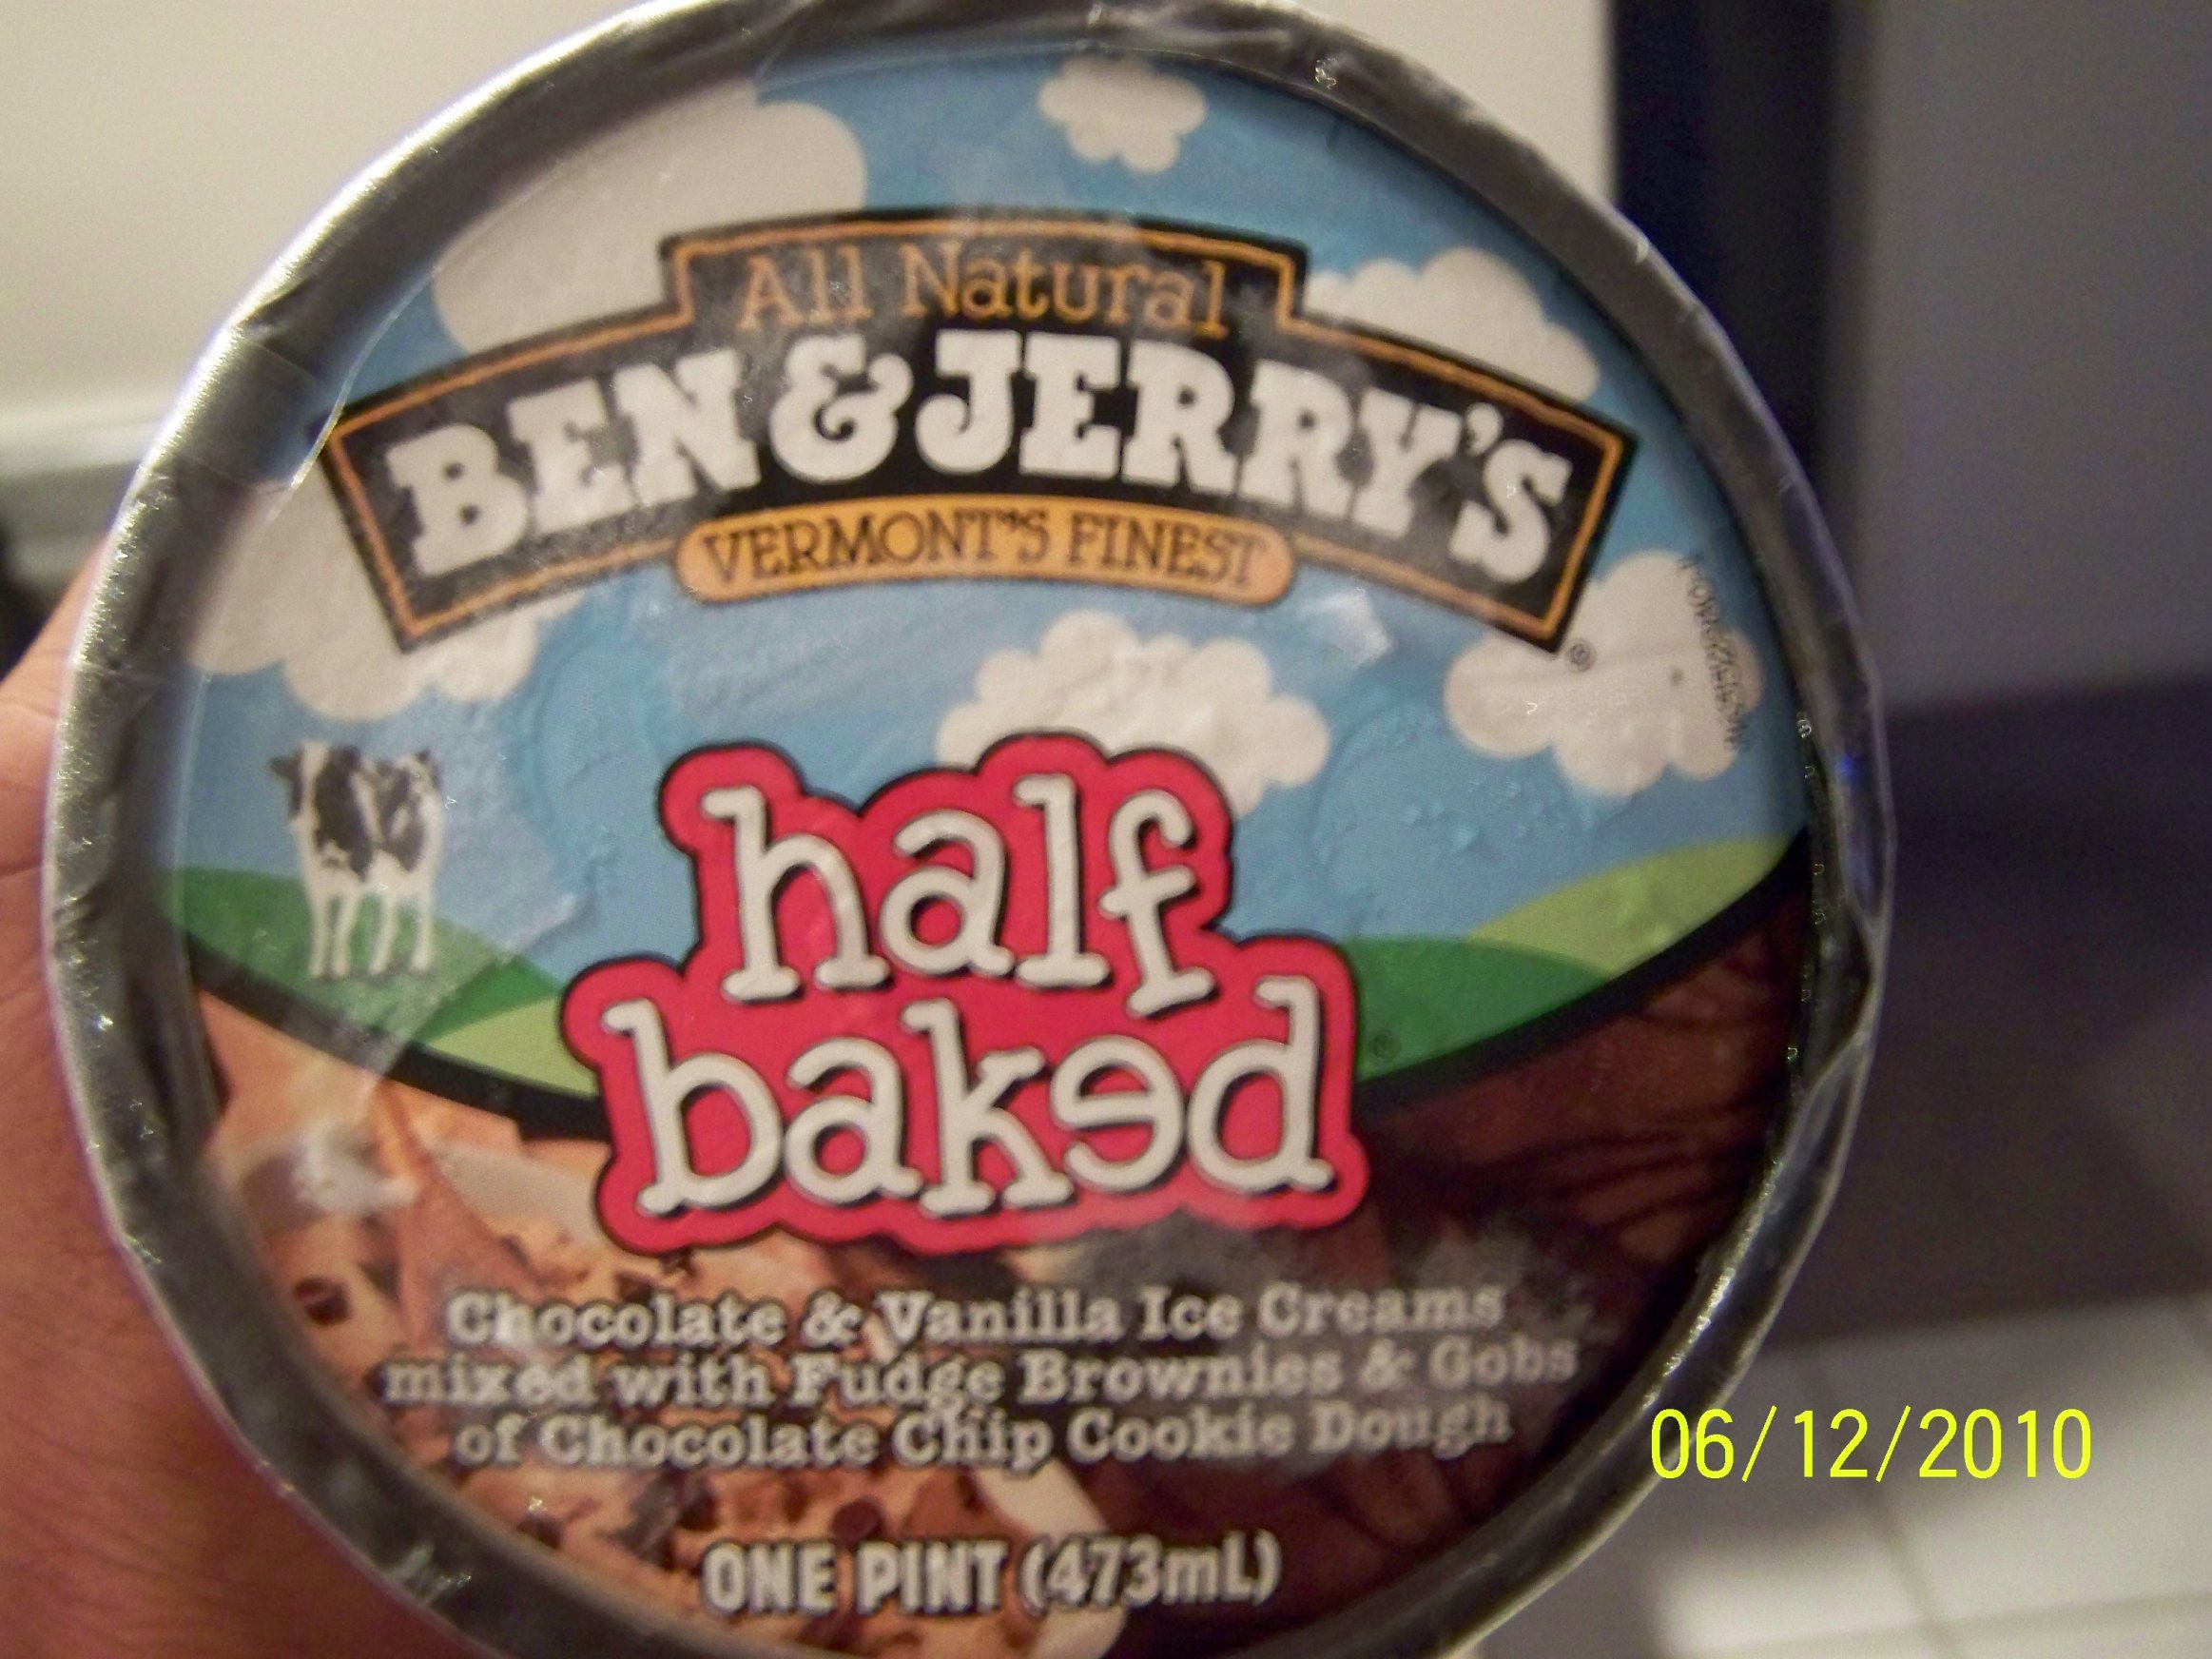 All Natural
BEN & JERRY'S
VERMONT'S FINEST
®
half
baked
®
Chocolate & Vanilla Ice Creams
mixed with Fudge Brownies & Gobs
of Chocolate Chip Cookie Dough
ONE PINT (473mL)
06/12/2010